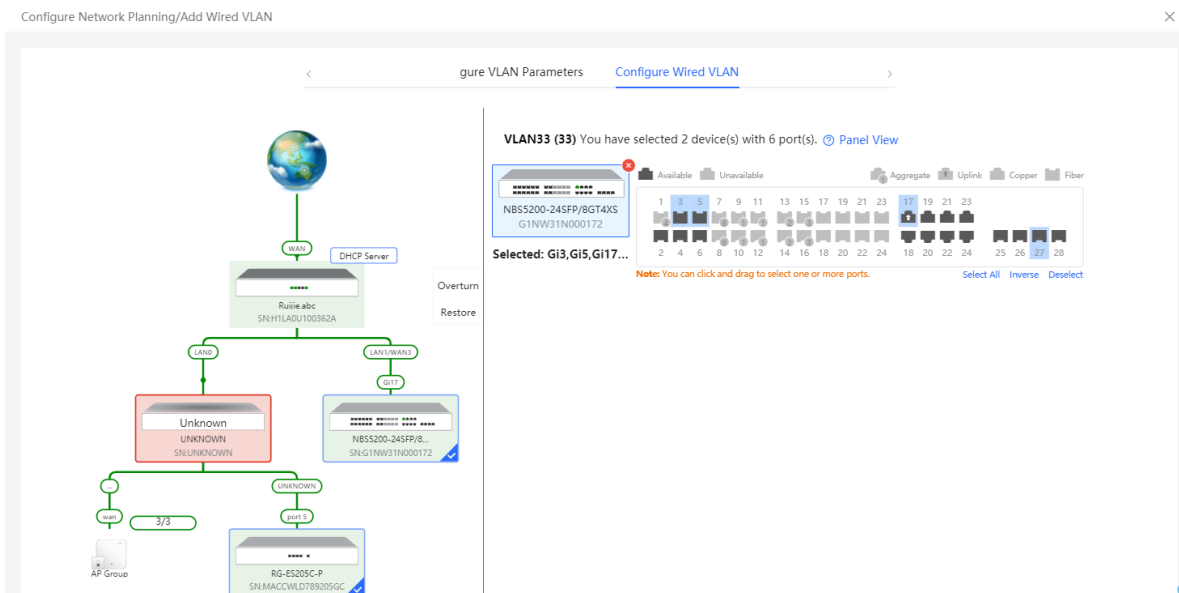 Configure Network Planning/Add Wired VLAN
gure VLAN Parameters Configure Wired VLAN
VLAN33 (33) You have selected 2 device(s) with 6 port(s). Panel View
Available Unavailable Aggregate Uplink Copper Fiber
NBS5200-24SFP/8GT4XS
G1NW31N000172
Selected: Gi3,Gi5,Gi17...
1 3 5 7 9 11 13 15 17 19 21 23 17 19 21 23
2 4 6 8 10 12 14 16 18 20 22 24 18 20 22 24 25 26 27 28
Note: You can click and drag to select one or more ports.
Select All Inverse Deselect
WAN
DHCP Server
Overturn
Restore
Ruijie.abc
SN:H1LA0U100362A
LAN0
LAN1/WAN3
Gi17
Unknown
UNKNOWN
SN:UNKNOWN
NBS5200-24SFP/8...
SN:G1NW31N000172
...
UNKNOWN
wan
3/3
port 5
AP Group
RG-ES205C-P
SN:MACCWLD789205GC